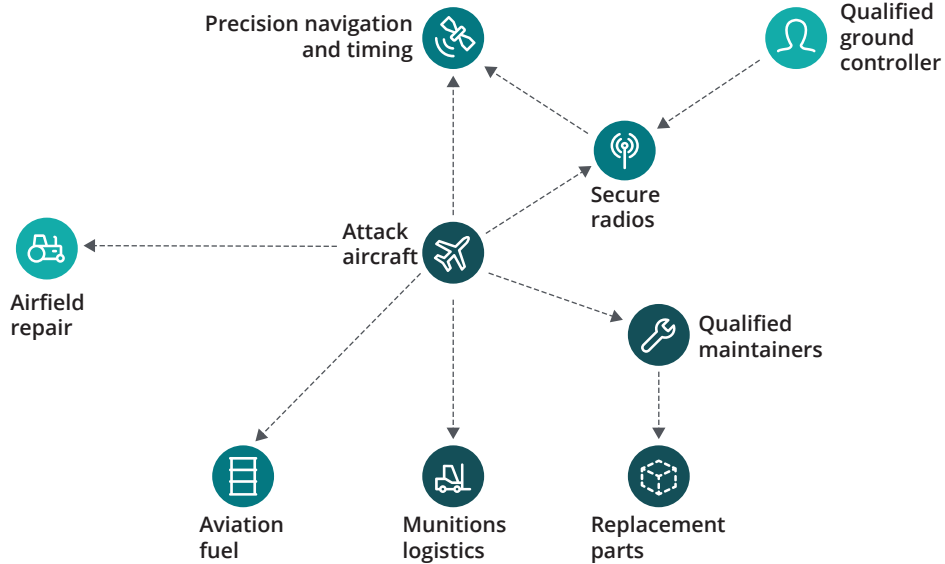 Precision navigation
and timing
Qualified
ground
controller
Secure
radios
Attack
aircraft
Airfield
repair
Qualified
maintainers
Aviation
fuel
Munitions
logistics
Replacement
parts